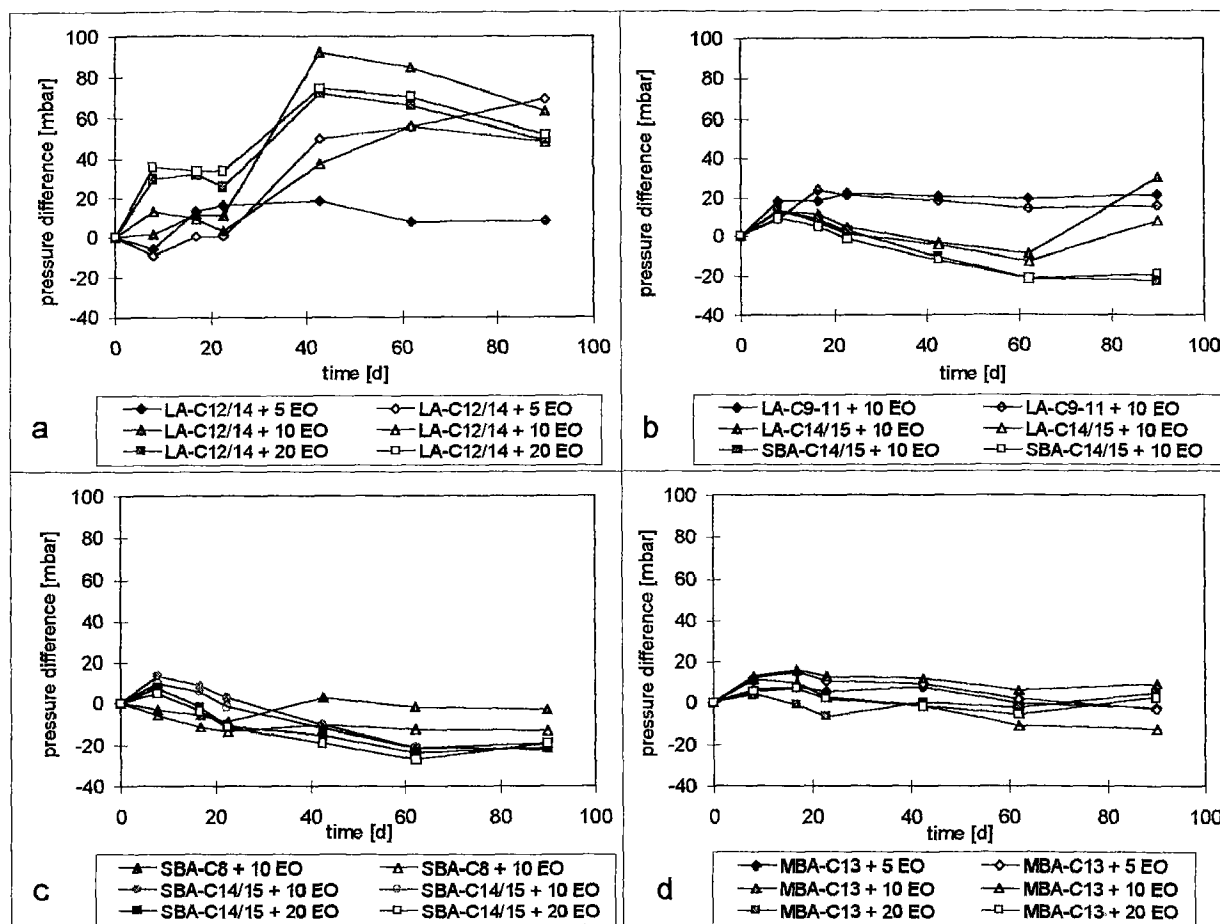 100
80
60
40
20
0
-20
-40
pressure difference [mbar]
0 20 40 60 80 100
time [d]
LA-C12/14 + 5 EO LA-C12/14 + 5 EO
LA-C12/14 + 10 EO LA-C12/14 + 10 EO
LA-C12/14 + 20 EO LA-C12/14 + 20 EO
a
100
80
60
40
20
0
-20
-40
pressure difference [mbar]
0 20 40 60 80 100
time [d]
LA-C9-11 + 10 EO LA-C9-11 + 10 EO
LA-C14/15 + 10 EO LA-C14/15 + 10 EO
SBA-C14/15 + 10 EO SBA-C14/15 + 10 EO
b
100
80
60
40
20
0
-20
-40
pressure difference [mbar]
0 20 40 60 80 100
time [d]
SBA-C8 + 10 EO SBA-C8 + 10 EO
SBA-C14/15 + 10 EO SBA-C14/15 + 10 EO
SBA-C14/15 + 20 EO SBA-C14/15 + 20 EO
c
100
80
60
40
20
0
-20
-40
pressure difference [mbar]
0 20 40 60 80 100
time [d]
MBA-C13 + 5 EO MBA-C13 + 5 EO
MBA-C13 + 10 EO MBA-C13 + 10 EO
MBA-C13 + 20 EO MBA-C13 + 20 EO
d